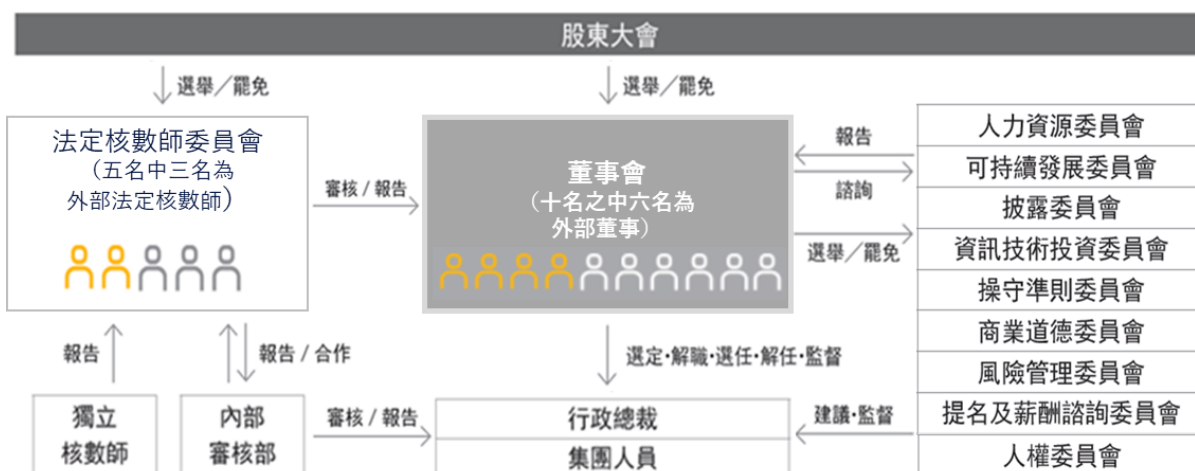 股東大會
選舉／罷免
選舉／罷免
法定核數師委員會
（五名中三名為
外部法定核數師）
審核 / 報告
董事會
（十名之中六名為
外部董事）
報告
諮詢
選舉／罷免
人力資源委員會
可持續發展委員會
披露委員會
資訊技術投資委員會
操守準則委員會
商業道德委員會
風險管理委員會
提名及薪酬諮詢委員會
人權委員會
報告
報告 / 合作
選定·解職·選任·解任·監督
獨立
核數師
內部
審核部
審核 / 報告
行政總裁
集團人員
建議·監督